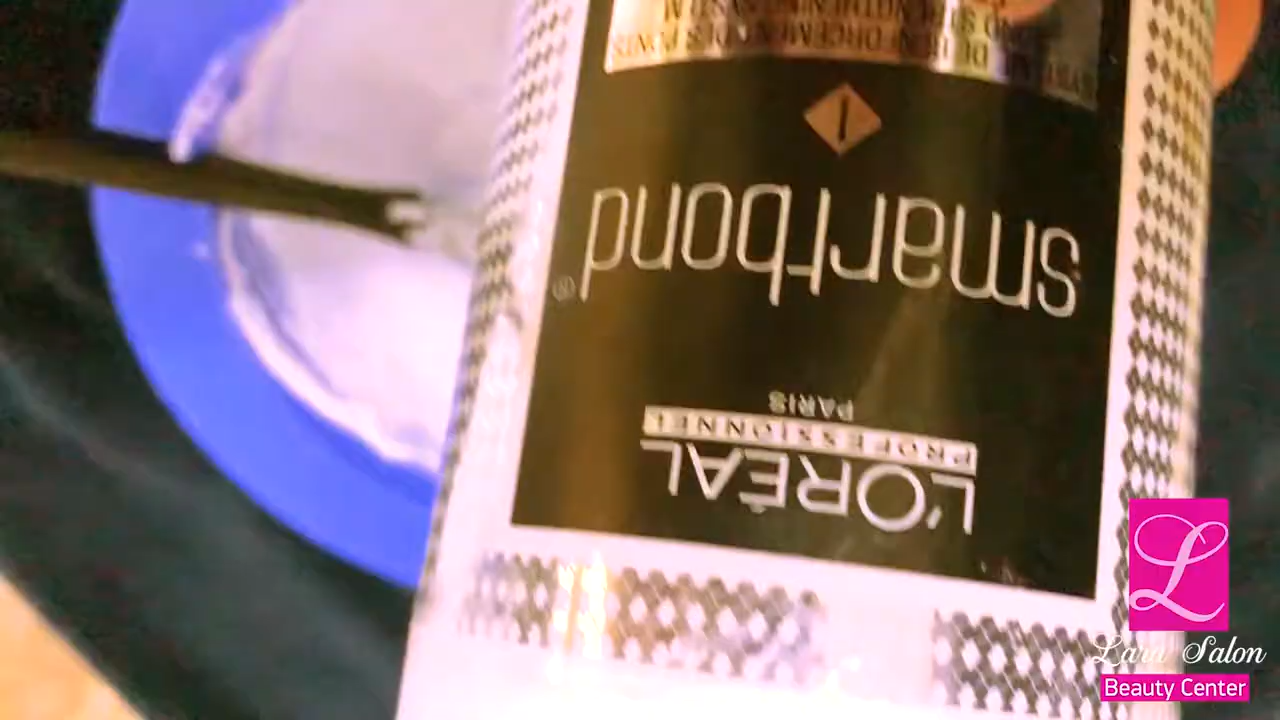 L'ORÉAL
PROFESSIONNEL
PARIS
smartbond®
1
L
Lara Salon
Beauty Center